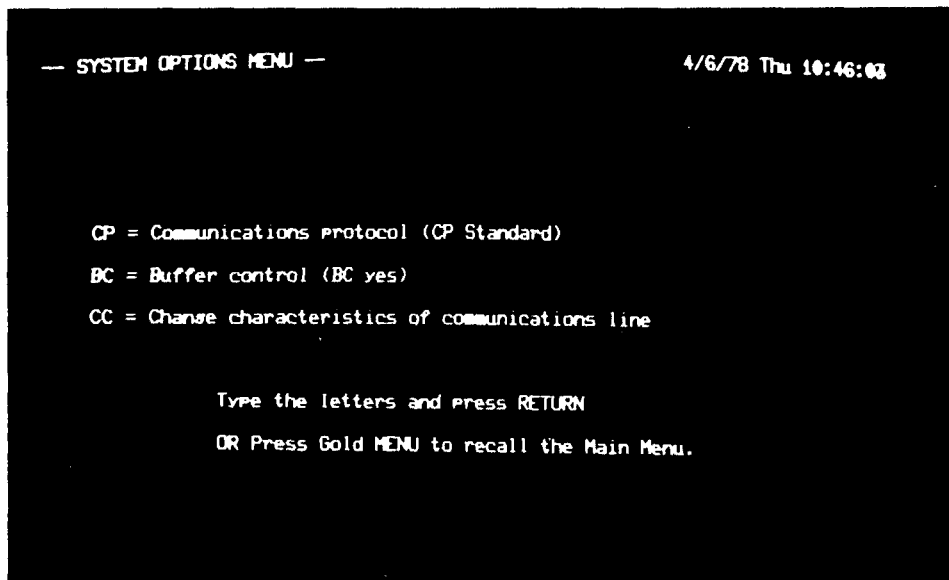 — SYSTEM OPTIONS MENU — 4/6/78 Thu 10:46:
CP = Communications protocol (CP Standard)
BC = Buffer control (BC yes)
CC = Change characteristics of communications line
Type the letters and press RETURN
OR Press Gold MENU to recall the Main Menu.